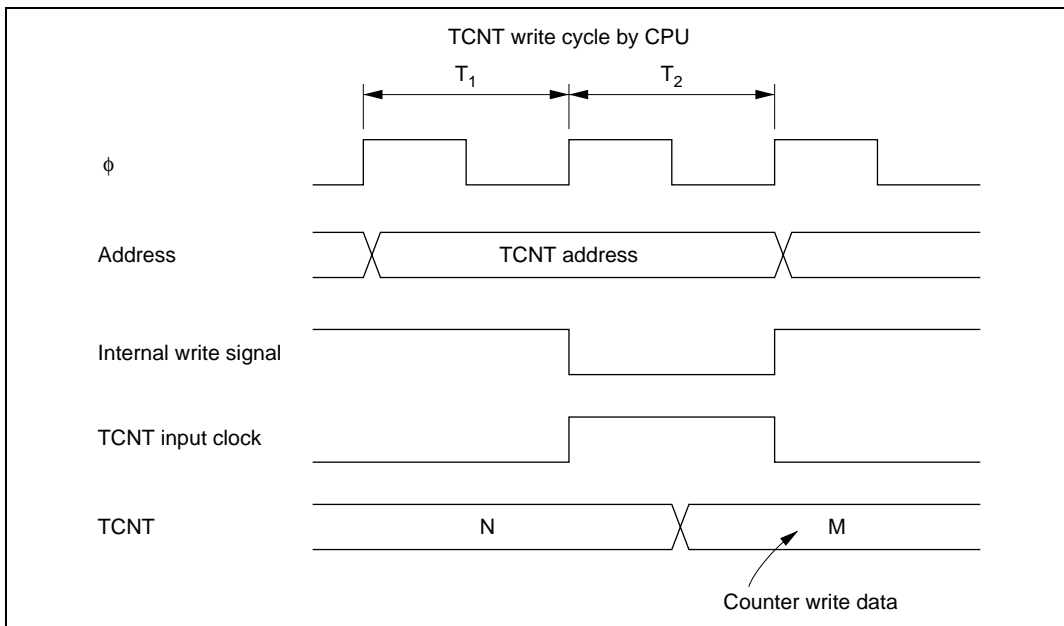 TCNT write cycle by CPU
T1 T2
ϕ
Address TCNT address
Internal write signal
TCNT input clock
TCNT N M
Counter write data